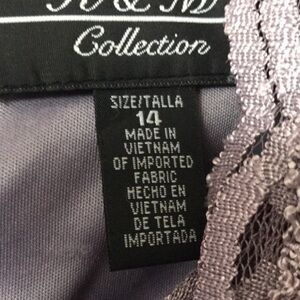 & M
Collection
SIZE/TALLA
14
MADE IN
VIETNAM
OF IMPORTED
FABRIC
HECHO EN
VIETNAM
DE TELA
IMPORTADA